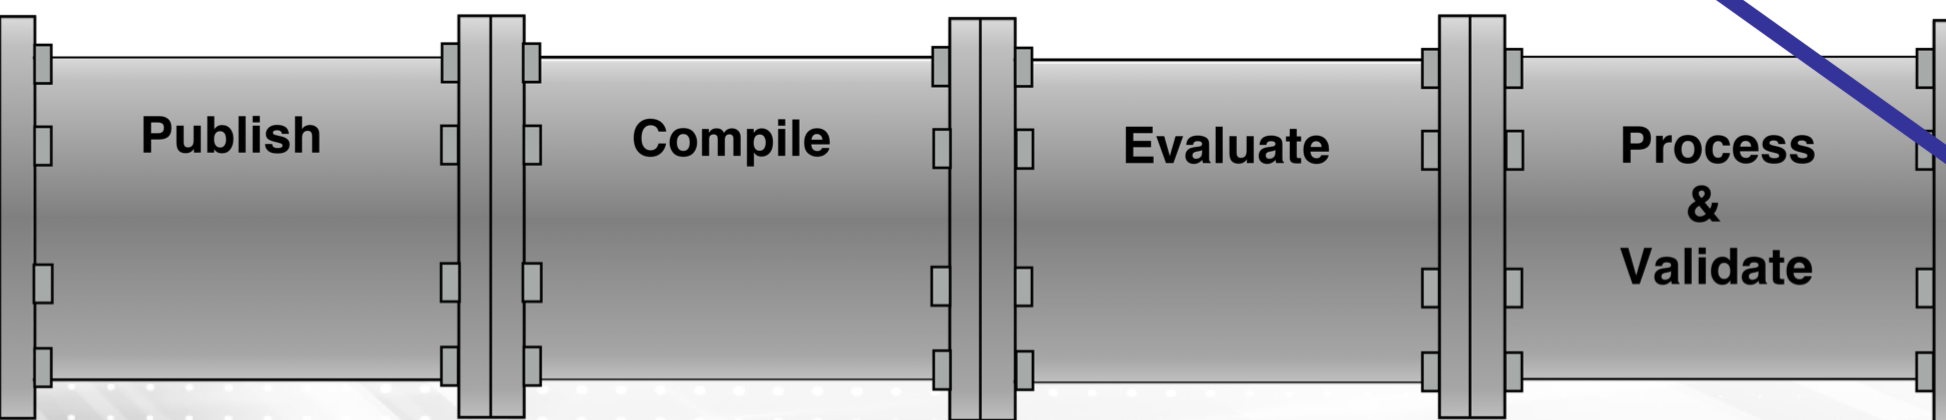 Publish
Compile
Evaluate
Process
&
Validate